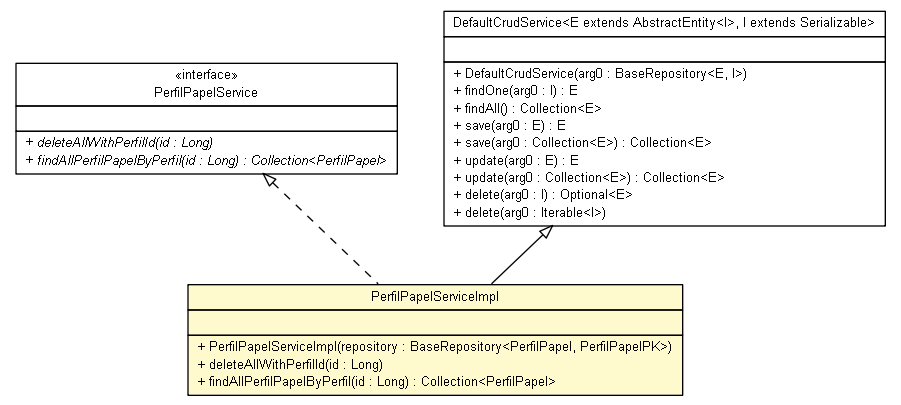 «interface»
PerfilPapelService
+ deleteAllWithPerfilId(id : Long)
+ findAllPerfilPapelByPerfil(id : Long) : Collection<PerfilPapel>
DefaultCrudService<E extends AbstractEntity<I>, I extends Serializable>
+ DefaultCrudService(arg0 : BaseRepository<E, I>)
+ findOne(arg0 : I) : E
+ findAll() : Collection<E>
+ save(arg0 : E) : E
+ save(arg0 : Collection<E>) : Collection<E>
+ update(arg0 : E) : E
+ update(arg0 : Collection<E>) : Collection<E>
+ delete(arg0 : I) : Optional<E>
+ delete(arg0 : Iterable<I>)
PerfilPapelServiceImpl
+ PerfilPapelServiceImpl(repository : BaseRepository<PerfilPapel, PerfilPapelPK>)
+ deleteAllWithPerfilId(id : Long)
+ findAllPerfilPapelByPerfil(id : Long) : Collection<PerfilPapel>